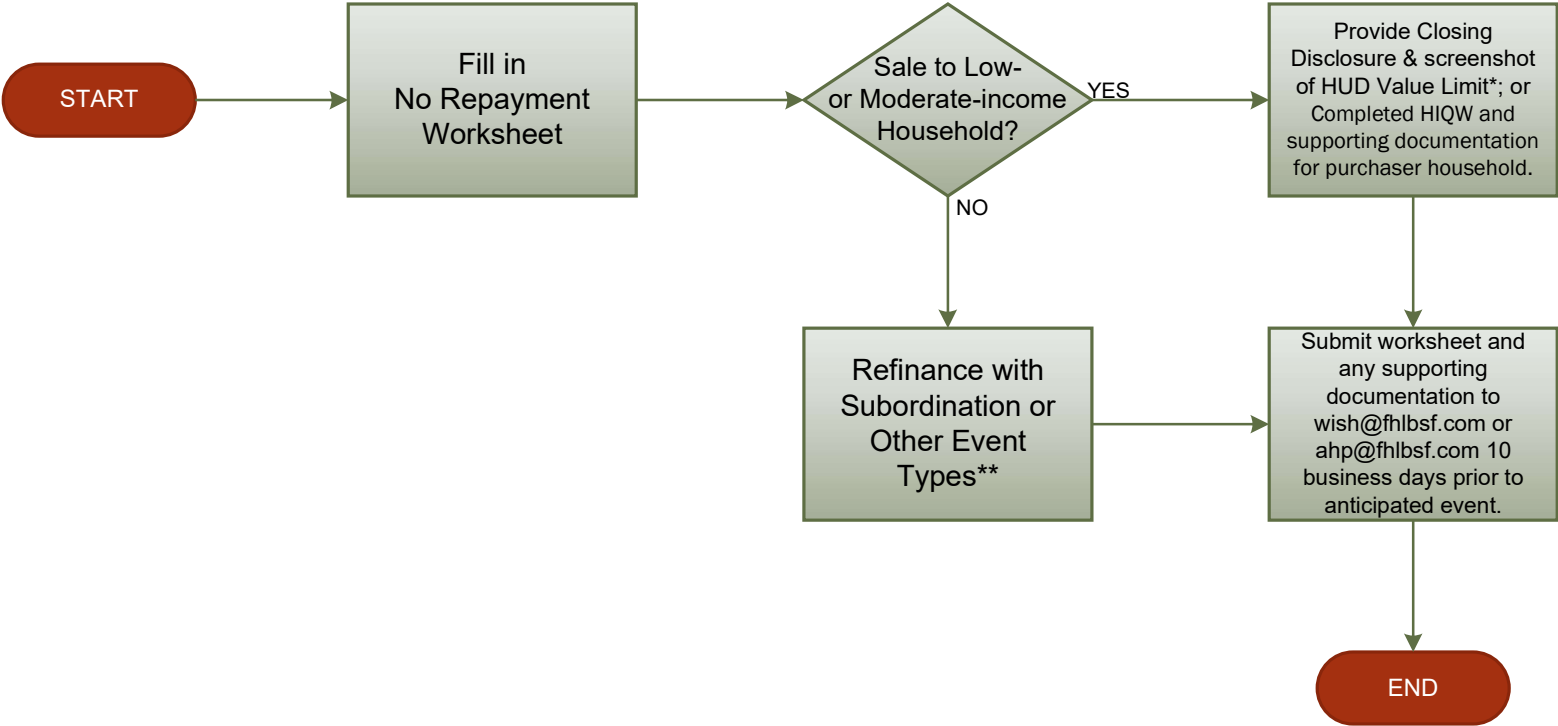 START
Fill in
No Repayment
Worksheet
Sale to Low-
or Moderate-income
Household?
YES
Provide Closing
Disclosure & screenshot
of HUD Value Limit*; or
Completed HIQW and
supporting documentation
for purchaser household.
NO
Refinance with
Subordination or
Other Event
Types**
Submit worksheet and
any supporting
documentation to
wish@fhlbsf.com or
ahp@fhlbsf.com 10
business days prior to
anticipated event.
END